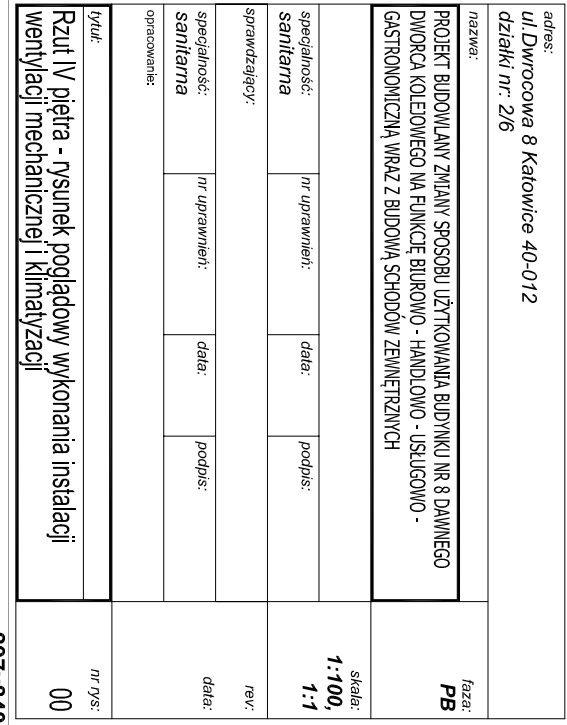 adres:
ul.Dwrocowa 8 Katowice 40-012
działki nr: 2/6
nazwa:
PROJEKT BUDOWLANY ZMIANY SPOSOBU UŻYTKOWANIA BUDYNKU NR 8 DAWNEGO
DWORCA KOLEJOWEGO NA FUNKCJĘ BIUROWO - HANDLOWO - USŁUGOWO -
GASTRONOMICZNĄ WRAZ Z BUDOWĄ SCHODÓW ZEWNĘTRZNYCH
faza:
PB
skala:
1:100,
1:1
specjalność:
sanitarna
nr uprawnień:
data:
podpis:
sprawdzający:
rev:
specjalność:
sanitarna
nr uprawnień:
data:
podpis:
data:
opracowanie:
tytuł:
Rzut IV piętra - rysunek poglądowy wykonania instalacji
wentylacji mechanicznej i klimatyzacji
nr rys:
00